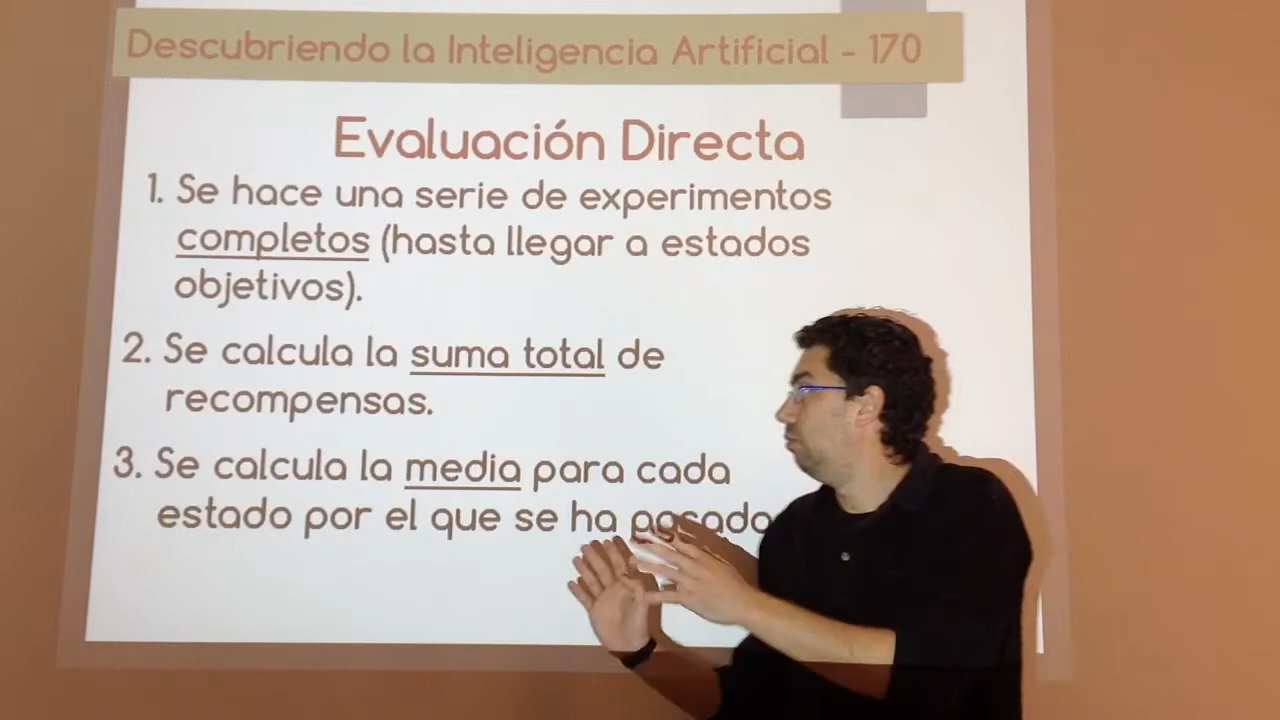 Descubriendo la Inteligencia Artificial - 170
Evaluación Directa
1. Se hace una serie de experimentos
completos (hasta llegar a estados
objetivos).
2. Se calcula la suma total de
recompensas.
3. Se calcula la media para cada
estado por el que se ha pasado